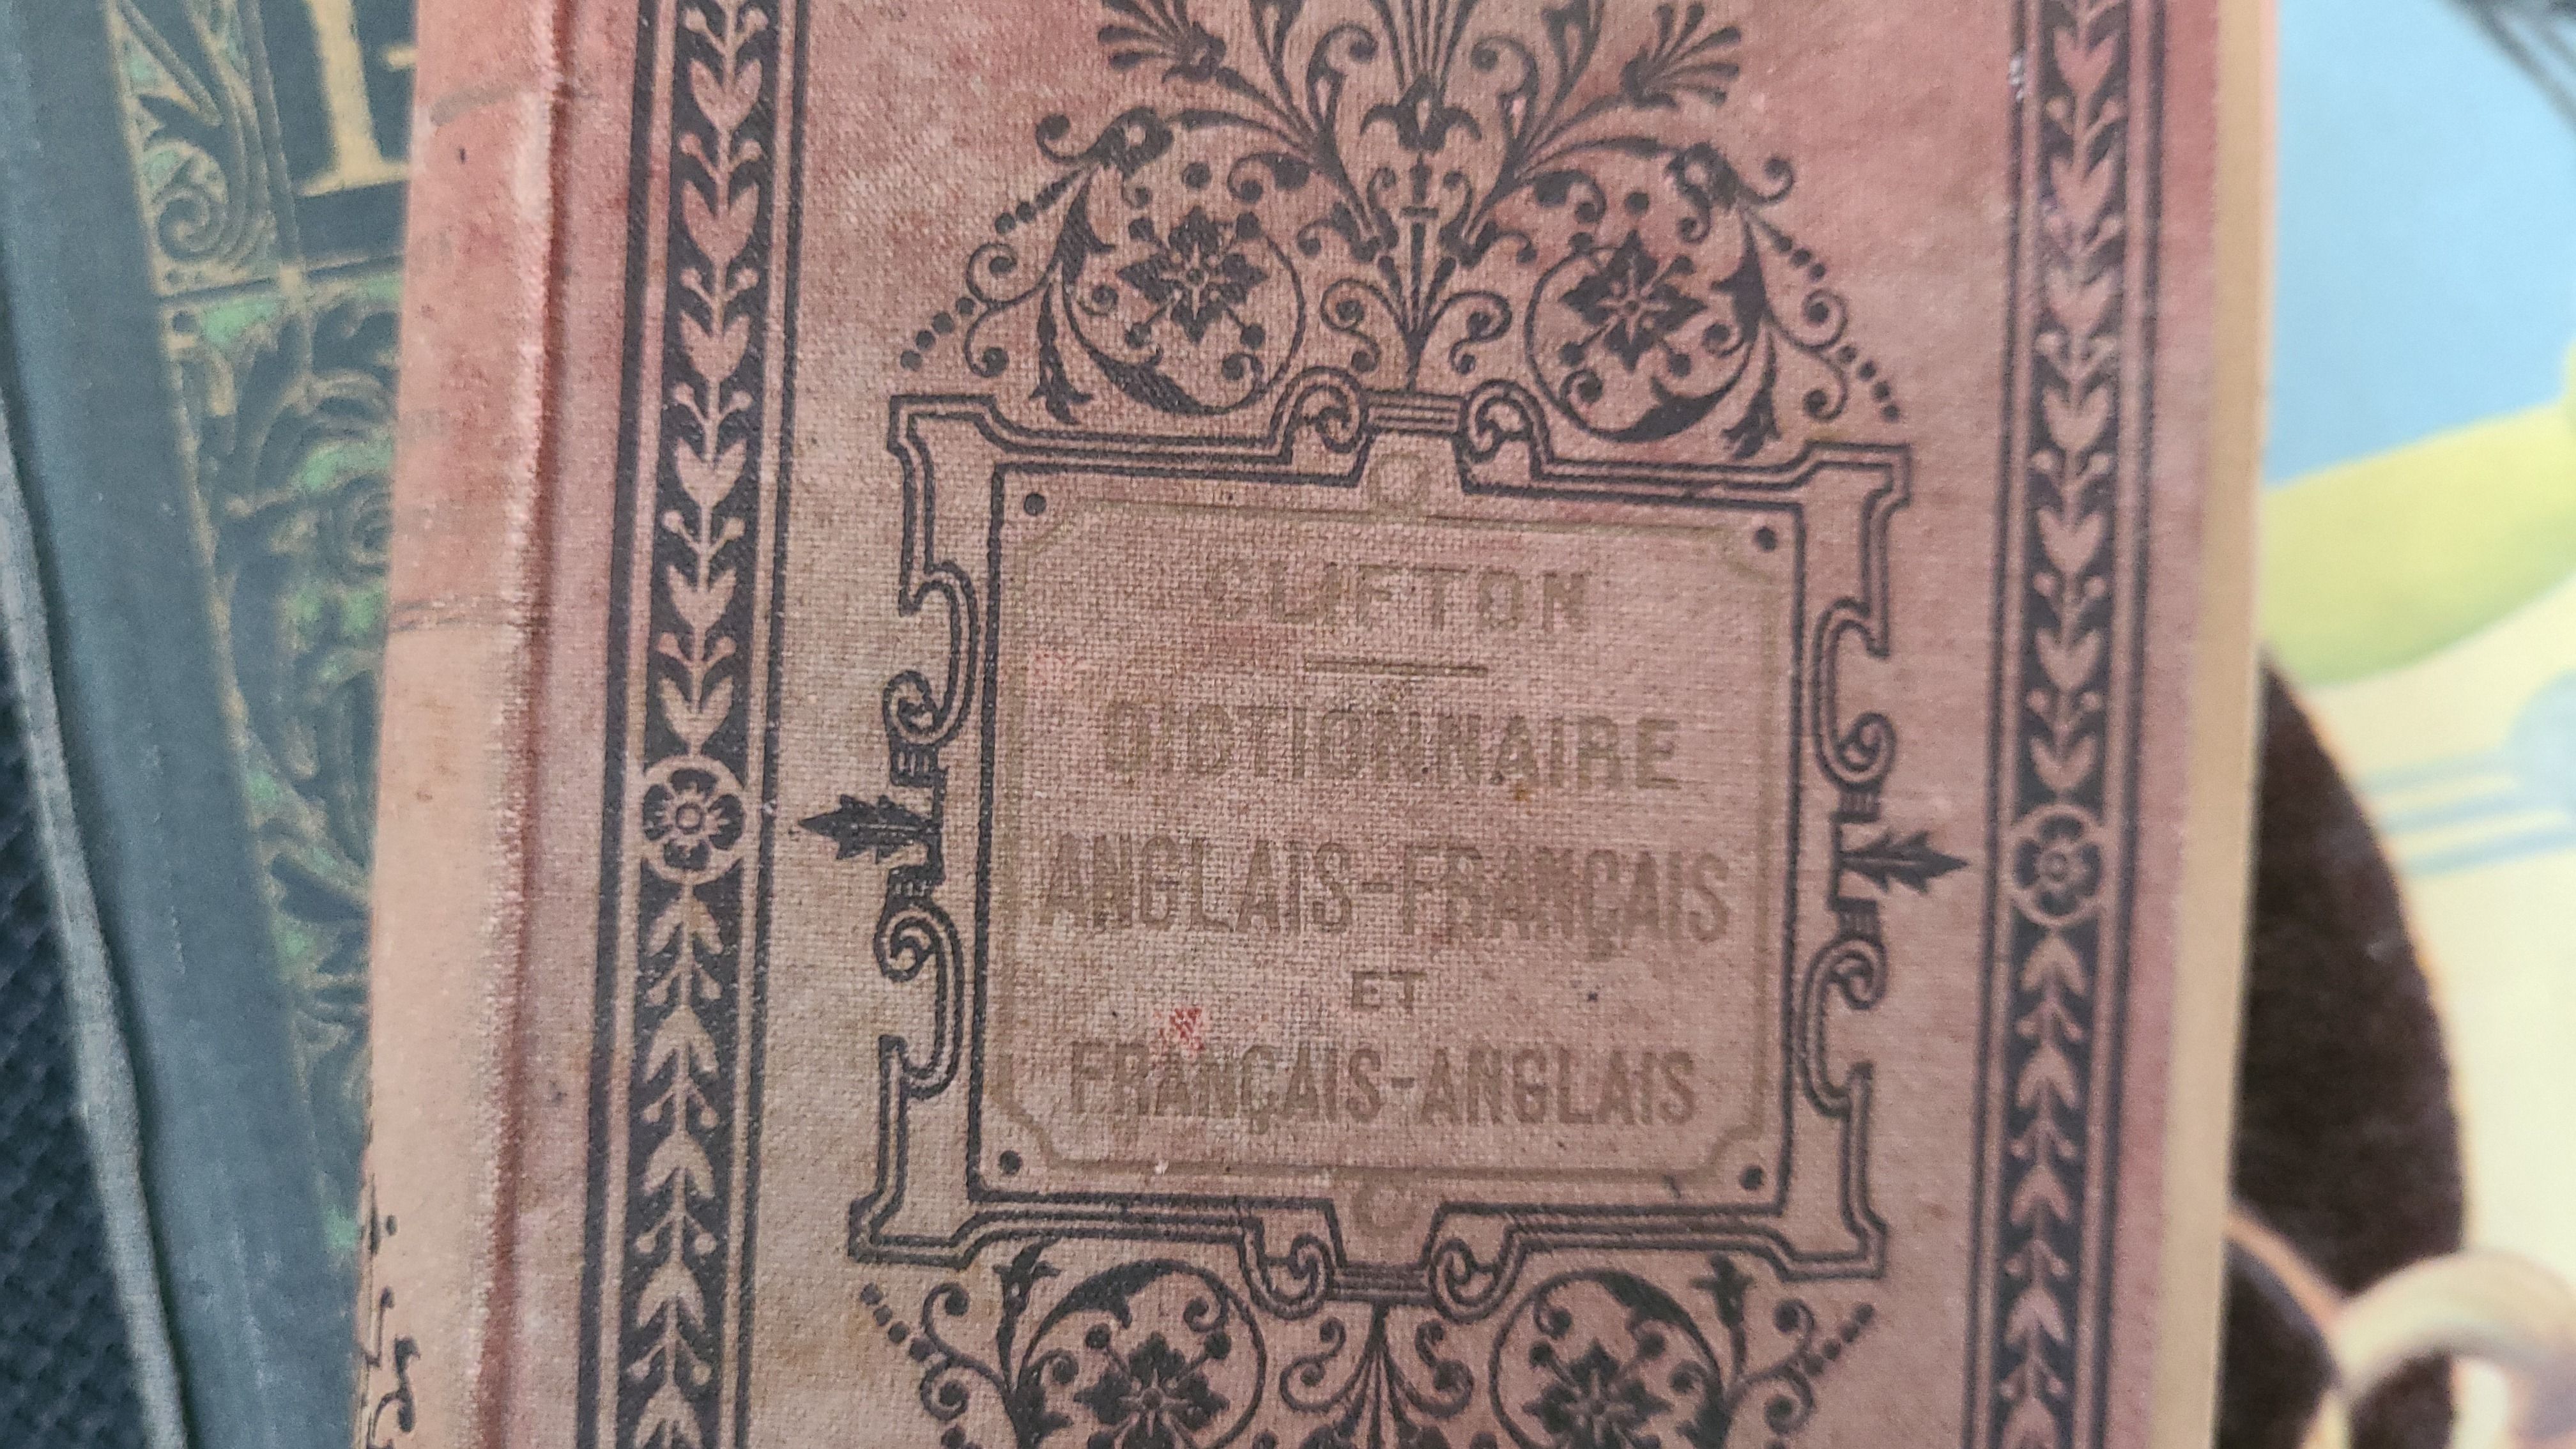 CLIFTON
DICTIONNAIRE
ANGLAIS-FRANÇAIS
ET
FRANÇAIS-ANGLAIS